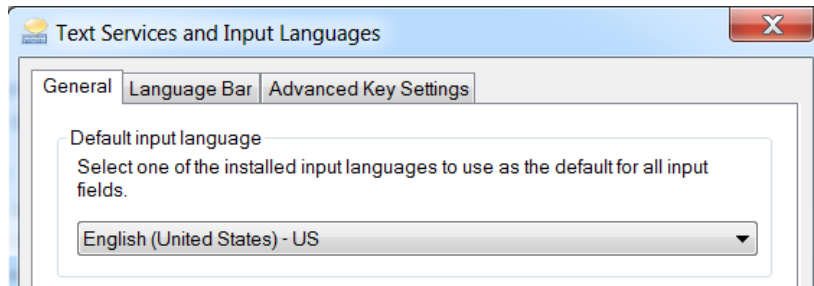 Text Services and Input Languages
General Language Bar Advanced Key Settings
Default input language
Select one of the installed input languages to use as the default for all input
fields.
English (United States) - US